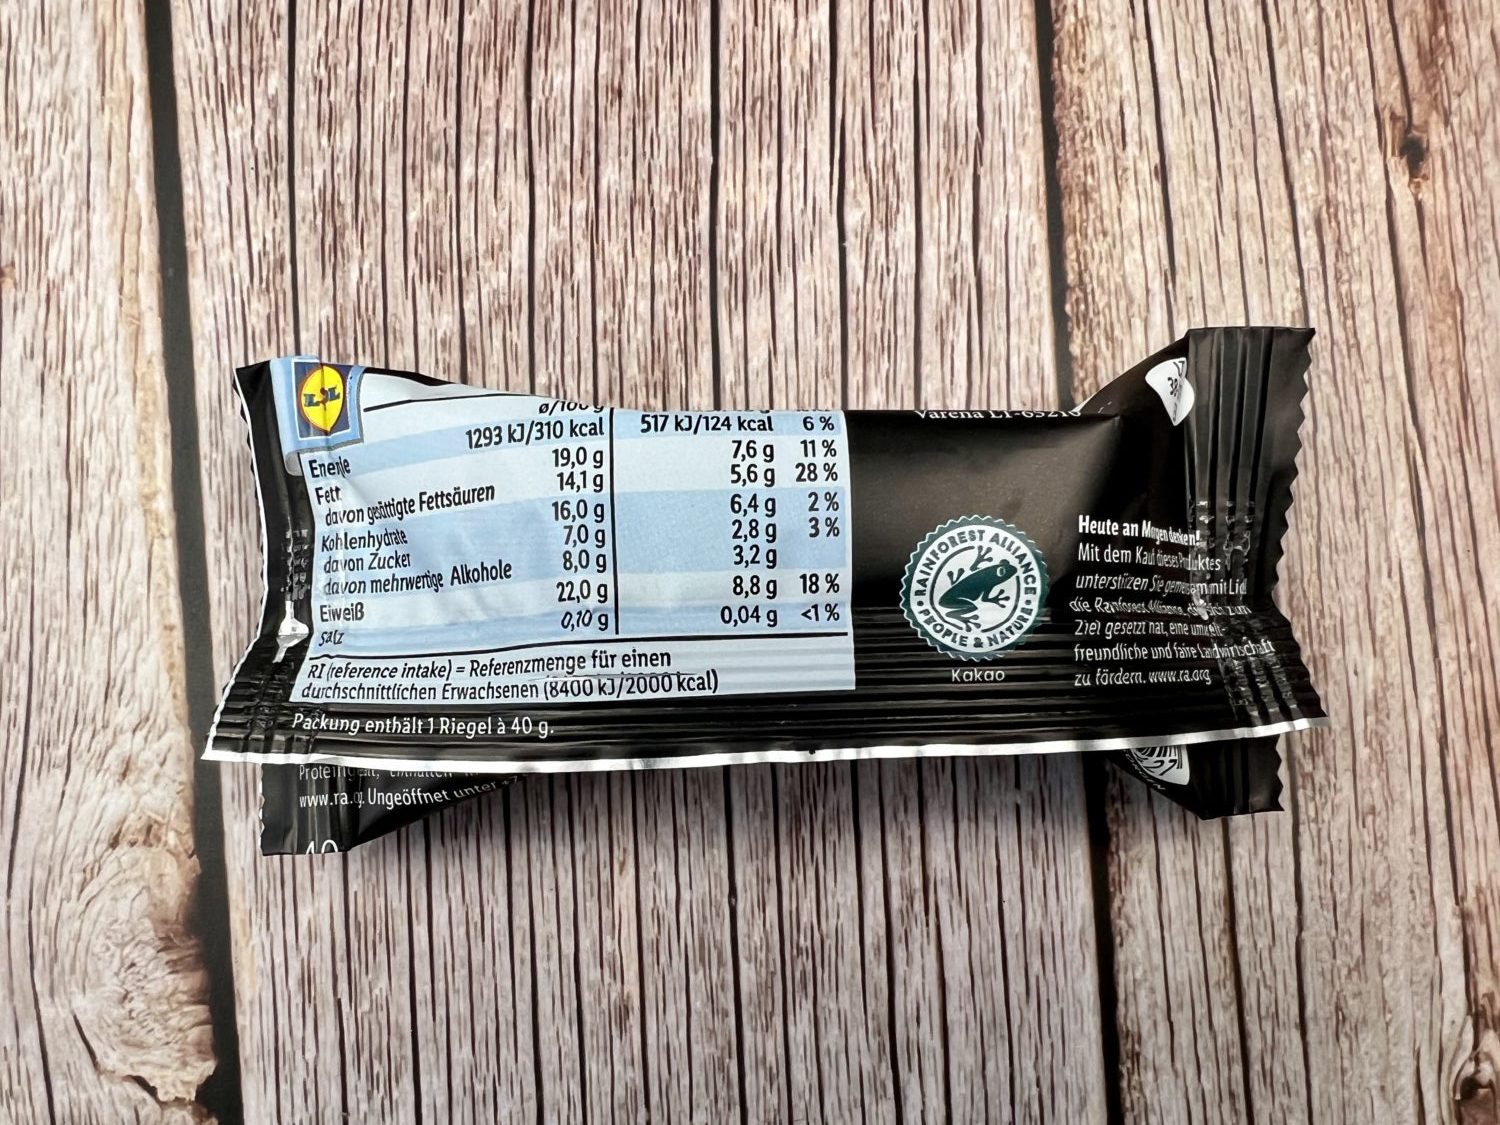 LIDL
ø/100 g
1293 kJ/310 kcal 517 kJ/124 kcal 6 %
Energie
Fett 19,0 g 7,6 g 11 %
davon gesättigte Fettsäuren 14,1 g 5,6 g 28 %
Kohlenhydrate 16,0 g 6,4 g 2 %
davon Zucker 7,0 g 2,8 g 3 %
davon mehrwertige Alkohole 8,0 g 3,2 g
Eiweiß 22,0 g 8,8 g 18 %
Salz 0,10 g 0,04 g <1 %
RI (reference intake) = Referenzmenge für einen
durchschnittlichen Erwachsenen (8400 kJ/2000 kcal)
Packung enthält 1 Riegel à 40 g.
www.ra.org. Ungeöffnet unter
40
Varena LT-65210
RAINFOREST ALLIANCE
PEOPLE & NATURE
Kakao
Heute an Morgen denken!
Mit dem Kauf dieses Produktes
unterstützen Sie gemeinsam mit Lidl
die Rainforest Alliance, die sich zum
Ziel gesetzt hat, eine umwelt-
freundliche und faire Landwirtschaft
zu fördern. www.ra.org